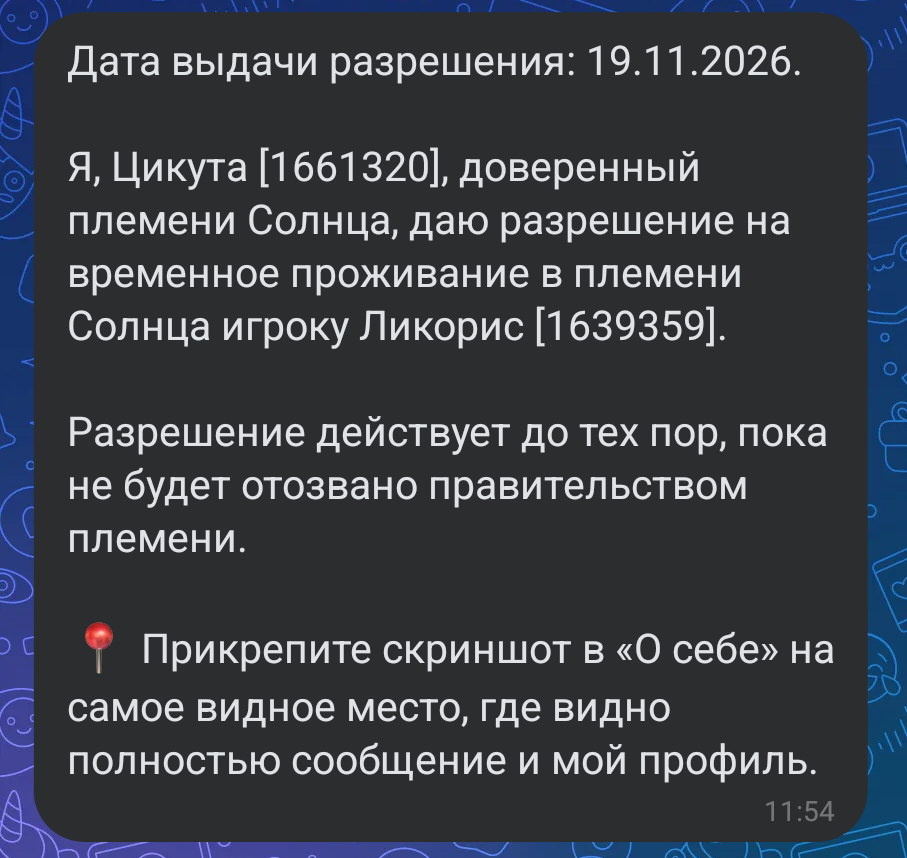 Дата выдачи разрешения: 19.11.2026.
Я, Цикута [1661320], доверенный
племени Солнца, даю разрешение на
временное проживание в племени
Солнца игроку Ликорис [1639359].
Разрешение действует до тех пор, пока
не будет отозвано правительством
племени.
📍 Прикрепите скриншот в «О себе» на
самое видное место, где видно
полностью сообщение и мой профиль.
11:54